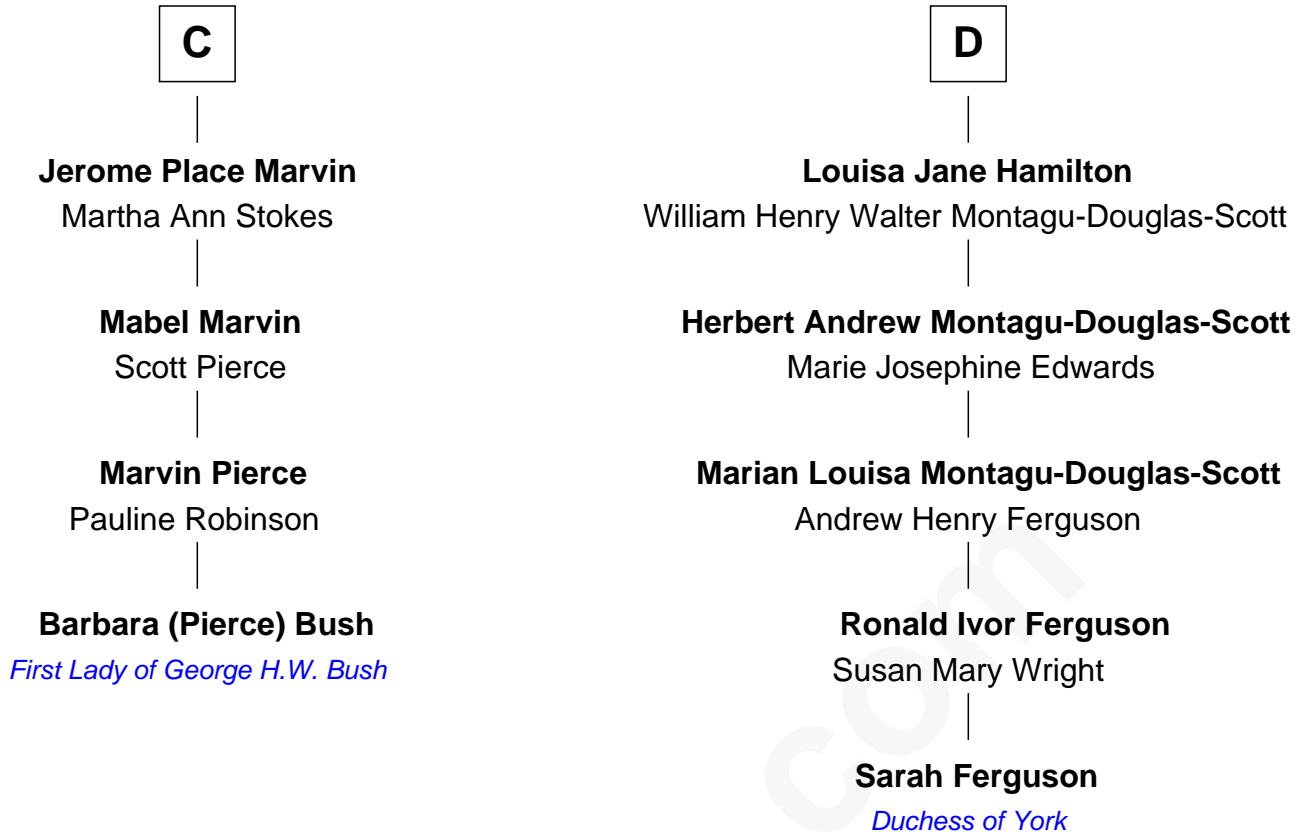 C
Jerome Place Marvin
Martha Ann Stokes
Mabel Marvin
Scott Pierce
Marvin Pierce
Pauline Robinson
Barbara (Pierce) Bush
First Lady of George H.W. Bush
D
Louisa Jane Hamilton
William Henry Walter Montagu-Douglas-Scott
Herbert Andrew Montagu-Douglas-Scott
Marie Josephine Edwards
Marian Louisa Montagu-Douglas-Scott
Andrew Henry Ferguson
Ronald Ivor Ferguson
Susan Mary Wright
Sarah Ferguson
Duchess of York
com